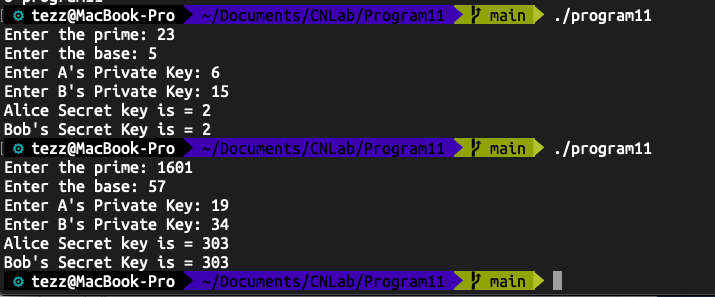 tezz@MacBook-Pro ~/Documents/CNLab/Program11 main ./program11
Enter the prime: 23
Enter the base: 5
Enter A's Private Key: 6
Enter B's Private Key: 15
Alice Secret key is = 2
Bob's Secret key is = 2
tezz@MacBook-Pro ~/Documents/CNLab/Program11 main ./program11
Enter the prime: 1601
Enter the base: 57
Enter A's Private Key: 19
Enter B's Private Key: 34
Alice Secret key is = 303
Bob's Secret key is = 303
tezz@MacBook-Pro ~/Documents/CNLab/Program11 main